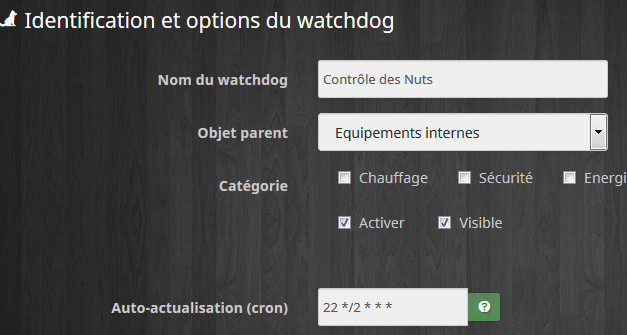 Identification et options du watchdog
Nom du watchdog Contrôle des Nuts
Objet parent Equipements internes
Catégorie Chauffage Sécurité Energi
Activer Visible
Auto-actualisation (cron) 22 */2 * * * ?